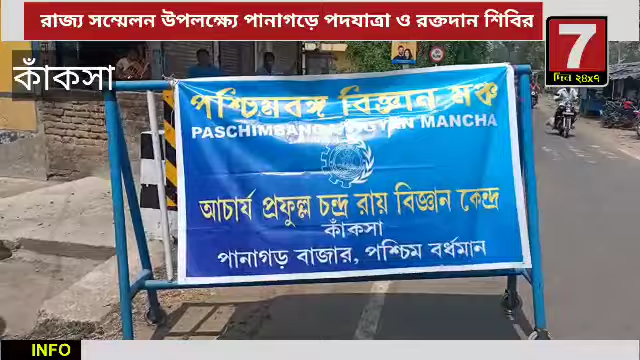 রাজ্য সম্মেলন উপলক্ষ্যে পানাগড়ে পদযাত্রা ও রক্তদান শিবির
7
দিন ২৪x৭
কাঁকসা
পশ্চিমবঙ্গ বিজ্ঞান মঞ্চ
PASCHIMBANGA VIGYAN MANCHA
আচার্য প্রফুল্ল চন্দ্র রায় বিজ্ঞান কেন্দ্র
কাঁকসা
পানাগড় বাজার, পশ্চিম বর্ধমান
INFO